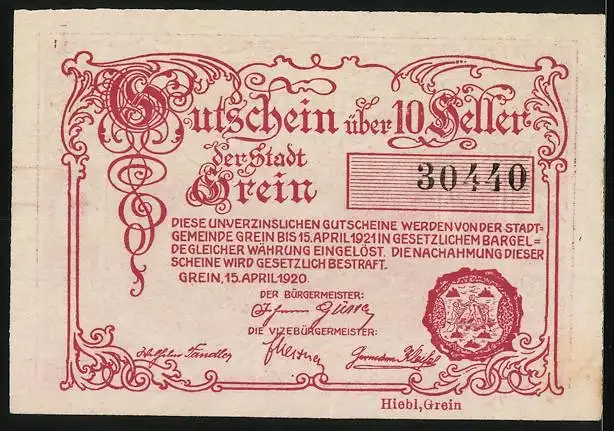 Gutschein über 10 Heller
der Stadt
Grein
30440
DIESE UNVERZINSLICHEN GUTSCHEINE WERDEN VON DER STADT=
GEMEINDE GREIN BIS 15. APRIL 1921 IN GESETZLICHEM BARGEL=
DE GLEICHER WÄHRUNG EINGELÖST. DIE NACHAHMUNG DIESER
SCHEINE WIRD GESETZLICH BESTRAFT.
GREIN, 15. APRIL 1920.
DER BÜRGERMEISTER:
DIE VIZEBÜRGERMEISTER:
Tandler
Hiebl, Grein